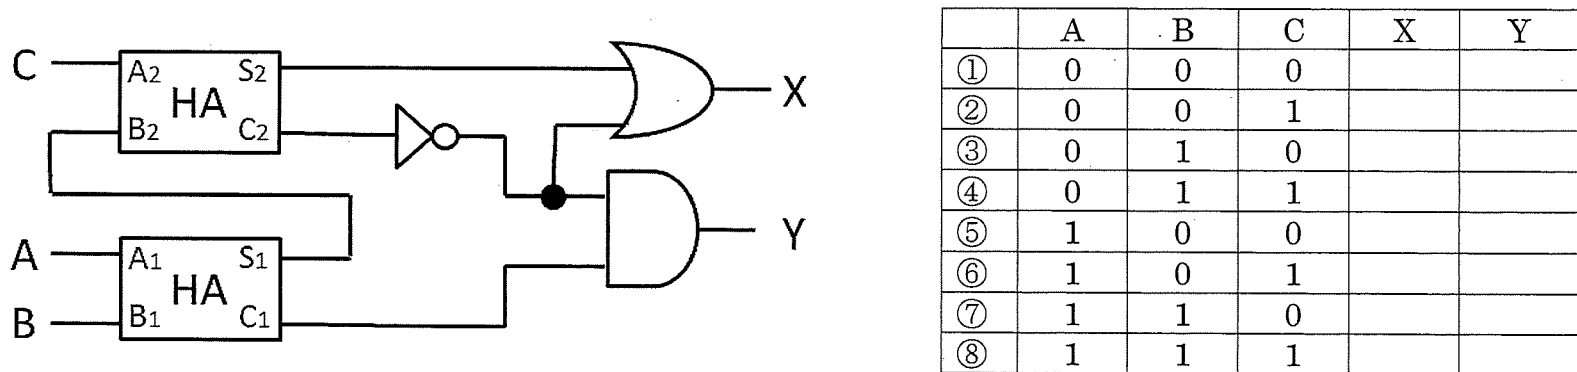 C
A2 S2
HA
B2 C2
X
A
A1 S1
HA
B
B1 C1
Y
A B C X Y
① 0 0 0
② 0 0 1
③ 0 1 0
④ 0 1 1
⑤ 1 0 0
⑥ 1 0 1
⑦ 1 1 0
⑧ 1 1 1